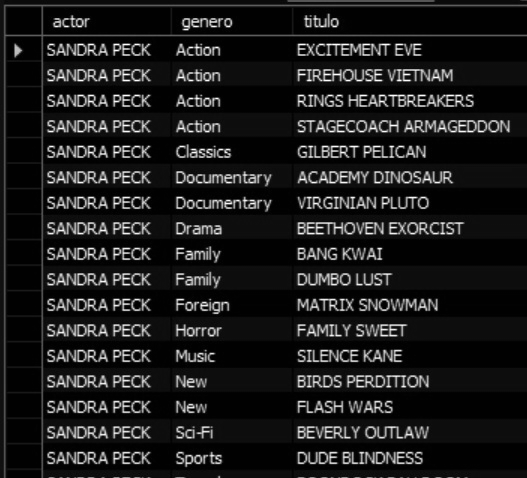 actor genero titulo
SANDRA PECK Action EXCITEMENT EVE
SANDRA PECK Action FIREHOUSE VIETNAM
SANDRA PECK Action RINGS HEARTBREAKERS
SANDRA PECK Action STAGECOACH ARMAGEDDON
SANDRA PECK Classics GILBERT PELICAN
SANDRA PECK Documentary ACADEMY DINOSAUR
SANDRA PECK Documentary VIRGINIAN PLUTO
SANDRA PECK Drama BEETHOVEN EXORCIST
SANDRA PECK Family BANG KWAI
SANDRA PECK Family DUMBO LUST
SANDRA PECK Foreign MATRIX SNOWMAN
SANDRA PECK Horror FAMILY SWEET
SANDRA PECK Music SILENCE KANE
SANDRA PECK New BIRDS PERDITION
SANDRA PECK New FLASH WARS
SANDRA PECK Sci-Fi BEVERLY OUTLAW
SANDRA PECK Sports DUDE BLINDNESS